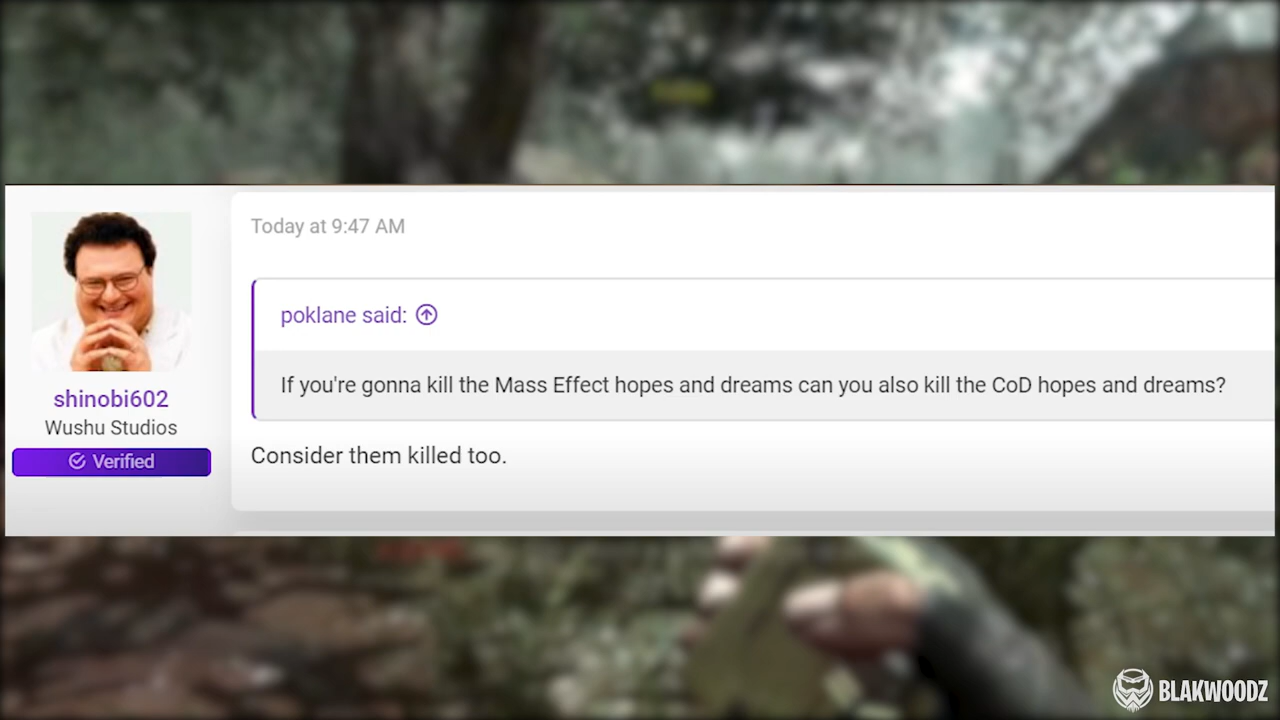 Today at 9:47 AM
poklane said:
If you're gonna kill the Mass Effect hopes and dreams can you also kill the CoD hopes and dreams?
Consider them killed too.
shinobi602
Wushu Studios
Verified
BLAKWOODZ